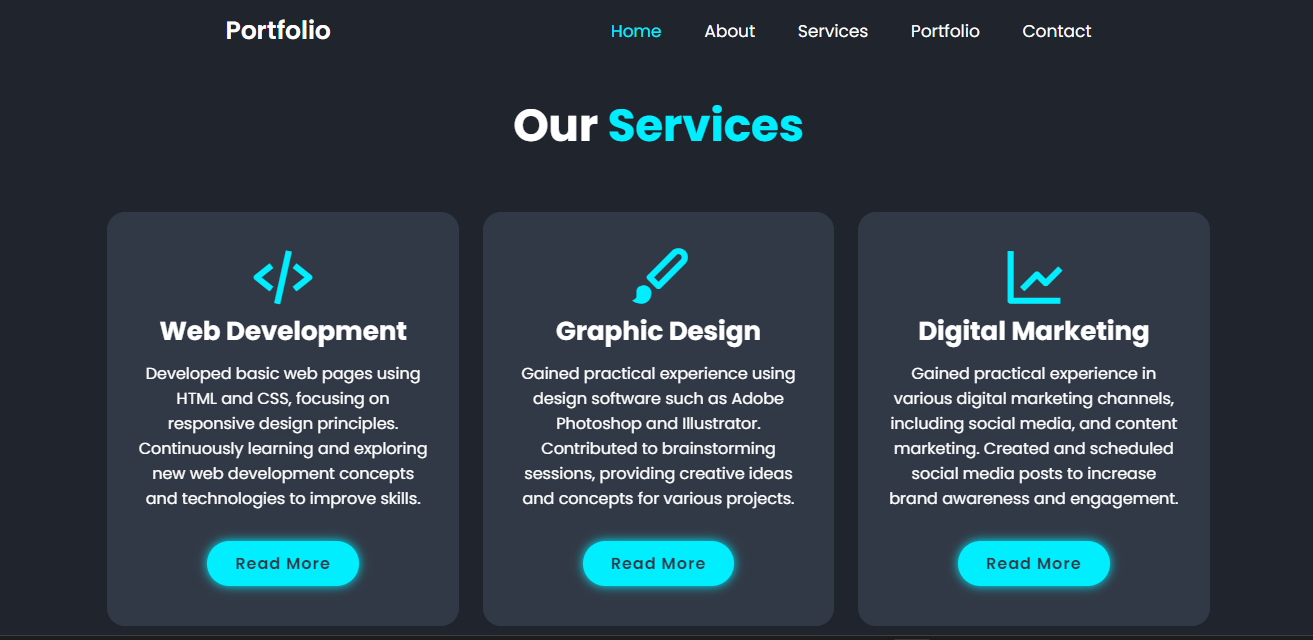 Portfolio
Home About Services Portfolio Contact
Our Services
Web Development
Developed basic web pages using
HTML and CSS, focusing on
responsive design principles.
Continuously learning and exploring
new web development concepts
and technologies to improve skills.
Read More
Graphic Design
Gained practical experience using
design software such as Adobe
Photoshop and Illustrator.
Contributed to brainstorming
sessions, providing creative ideas
and concepts for various projects.
Read More
Digital Marketing
Gained practical experience in
various digital marketing channels,
including social media, and content
marketing. Created and scheduled
social media posts to increase
brand awareness and engagement.
Read More